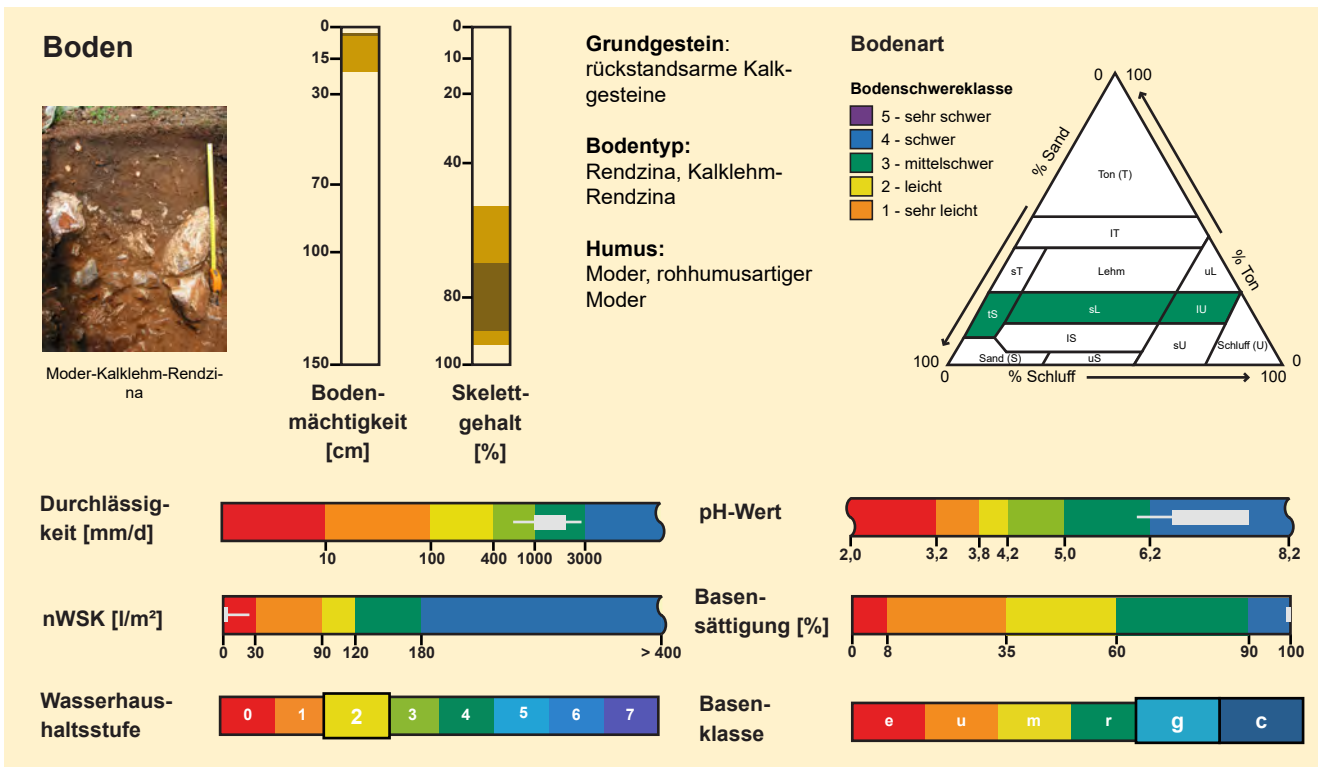 Boden
Moder-Kalklehm-Rendzi-
na
0
15
30
70
100
150
Boden-
mächtigkeit
[cm]
0
10
20
40
80
100
Skelett-
gehalt
[%]
Grundgestein:
rückstandsarme Kalk-
gesteine
Bodentyp:
Rendzina, Kalklehm-
Rendzina
Humus:
Moder, rohhumusartiger
Moder
Bodenart
Bodenschwereklasse
5 - sehr schwer
4 - schwer
3 - mittelschwer
2 - leicht
1 - sehr leicht
0 100
% Sand
% Ton
Ton (T)
lT
sT Lehm uL
tS sL lU
lS
Sand (S) uS sU Schluff (U)
100 0
0 % Schluff 100
Durchlässig-
keit [mm/d]
10 100 400 1000 3000
pH-Wert
2,0 3,2 3,8 4,2 5,0 6,2 8,2
nWSK [l/m²]
0 30 90 120 180 > 400
Basen-
sättigung [%]
0 8 35 60 90 100
Wasserhaus-
haltsstufe
0 1 2 3 4 5 6 7
Basen-
klasse
e u m r g c